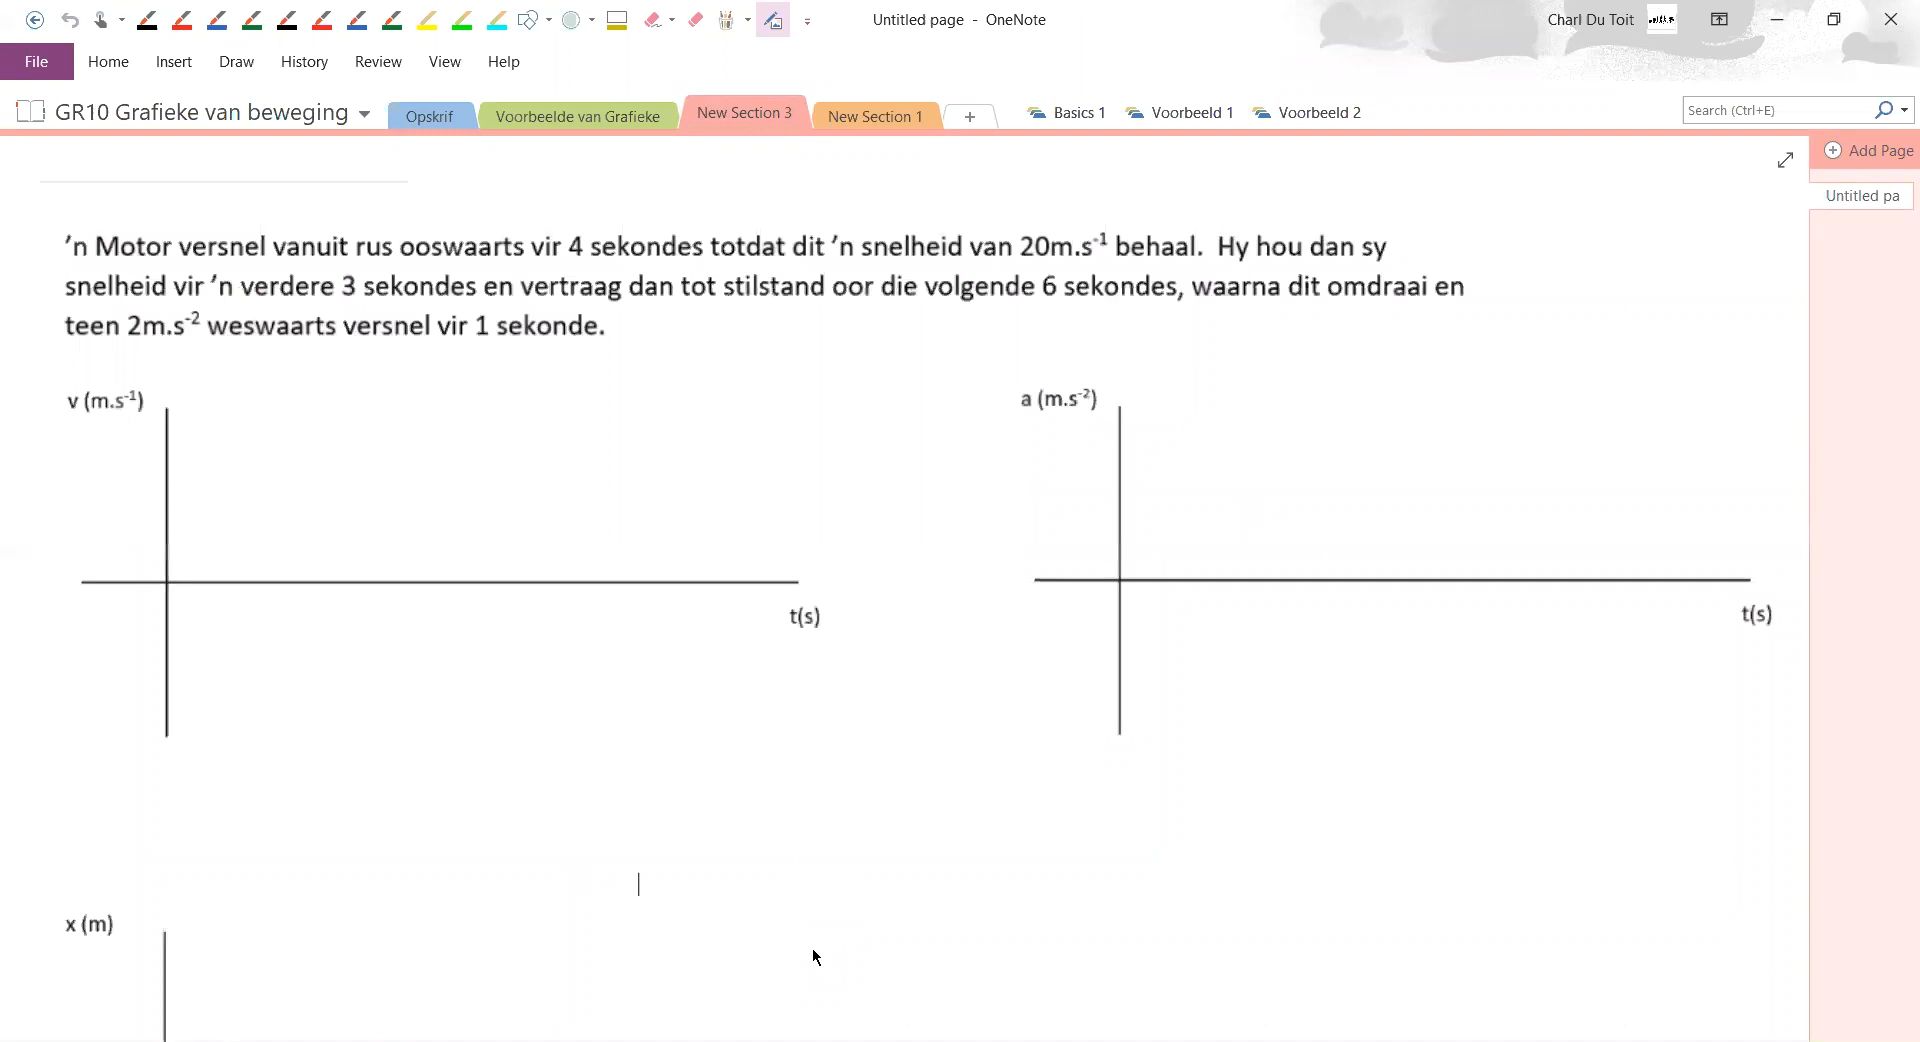 Untitled page - OneNote
Charl Du Toit
File Home Insert Draw History Review View Help
GR10 Grafieke van beweging
Opskrif
Voorbeelde van Grafieke
New Section 3
New Section 1
+
Basics 1
Voorbeeld 1
Voorbeeld 2
Search (Ctrl+E)
Add Page
Untitled pa
’n Motor versnel vanuit rus ooswaarts vir 4 sekondes totdat dit ’n snelheid van 20m.s⁻¹ behaal. Hy hou dan sy
snelheid vir ’n verdere 3 sekondes en vertraag dan tot stilstand oor die volgende 6 sekondes, waarna dit omdraai en
teen 2m.s⁻² weswaarts versnel vir 1 sekonde.
v (m.s⁻¹)
a (m.s⁻²)
t(s)
t(s)
x (m)